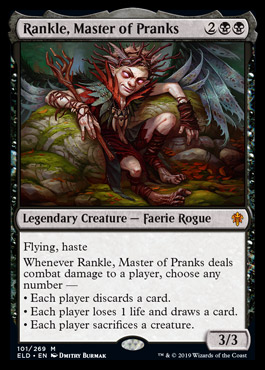 Rankle, Master of Pranks 2
Legendary Creature — Faerie Rogue
Flying, haste
Whenever Rankle, Master of Pranks deals
combat damage to a player, choose any
number —
• Each player discards a card.
• Each player loses 1 life and draws a card.
• Each player sacrifices a creature.
3/3
101/269 M
ELD • EN Dmitry Burmak
™ & © 2019 Wizards of the Coast